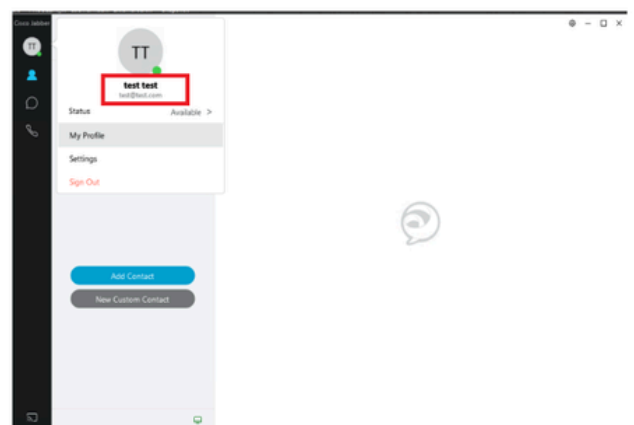 Cisco Jabber
TT
TT
test test
test@test.com
Status Available >
My Profile
Settings
Sign Out
Add Contact
New Custom Contact